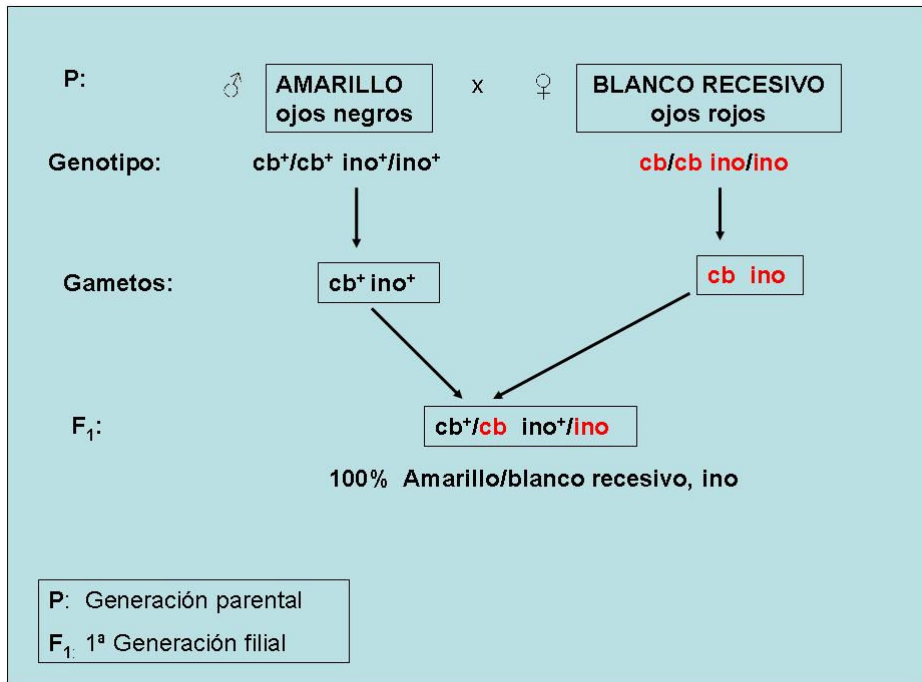 P: ♂ AMARILLO x ♀ BLANCO RECESIVO
ojos negros ojos rojos
Genotipo: cb⁺/cb⁺ ino⁺/ino⁺ cb/cb ino/ino
Gametos: cb⁺ ino⁺ cb ino
F₁: cb⁺/cb ino⁺/ino
100% Amarillo/blanco recesivo, ino
P: Generación parental
F₁: 1ª Generación filial